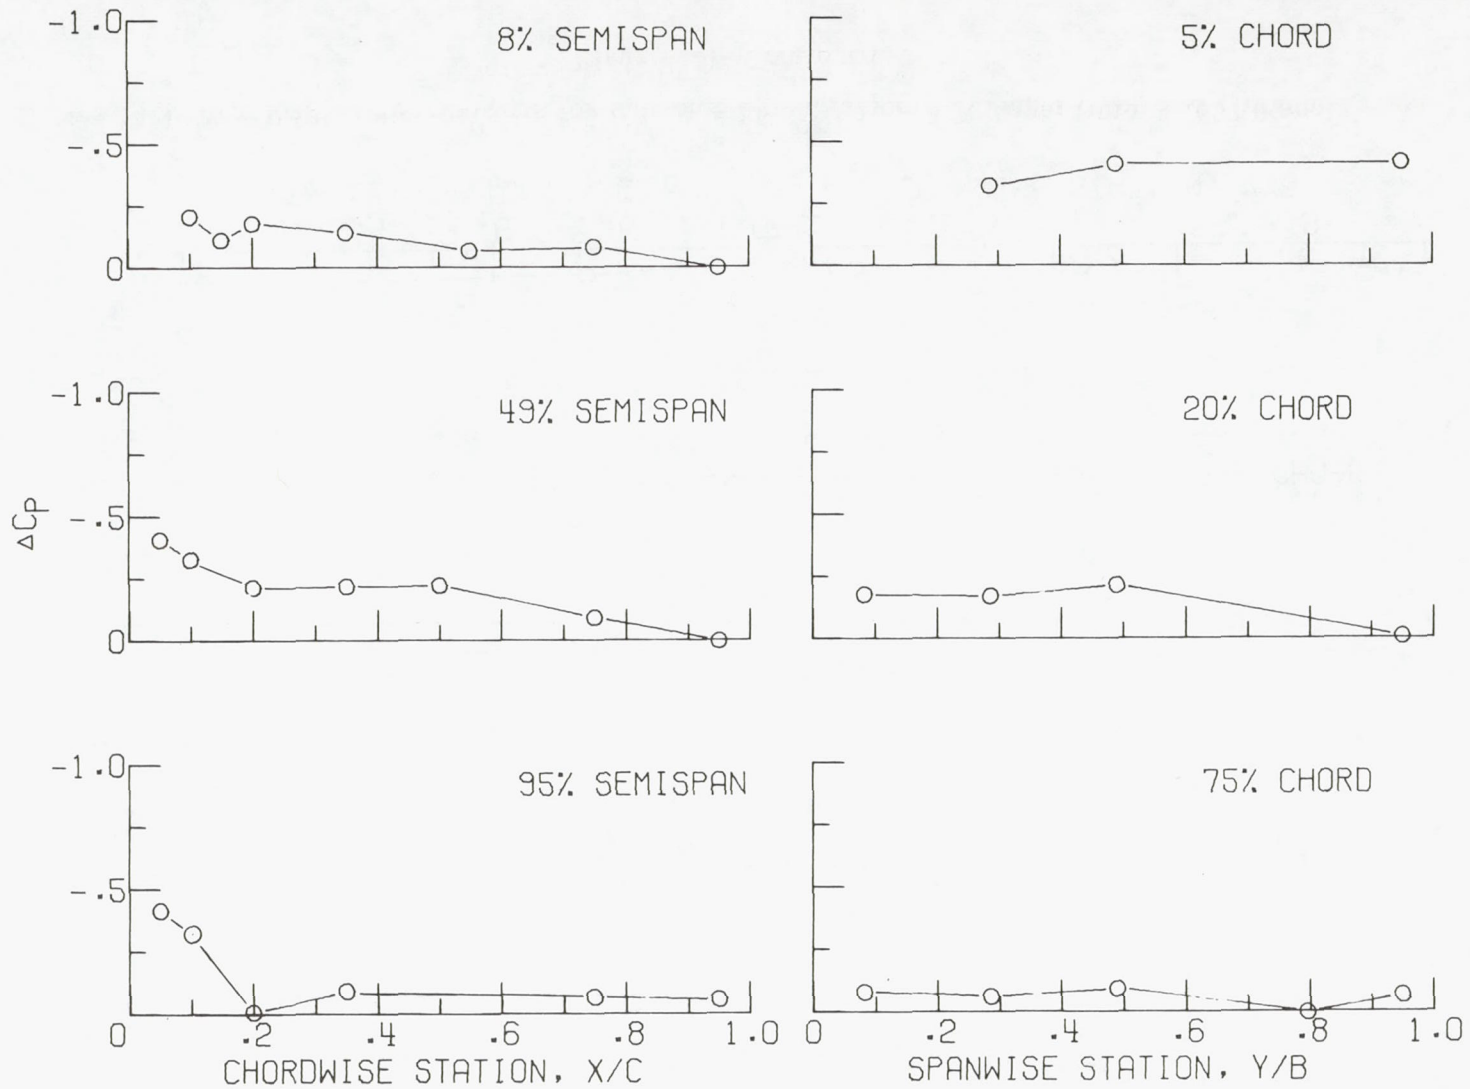 8% SEMISPAN
-1.0
-.5
0
5% CHORD
49% SEMISPAN
-1.0
-.5
0
20% CHORD
ΔCp
95% SEMISPAN
-1.0
-.5
75% CHORD
0 .2 .4 .6 .8 1.0
CHORDWISE STATION, X/C
0 .2 .4 .6 .8 1.0
SPANWISE STATION, Y/B